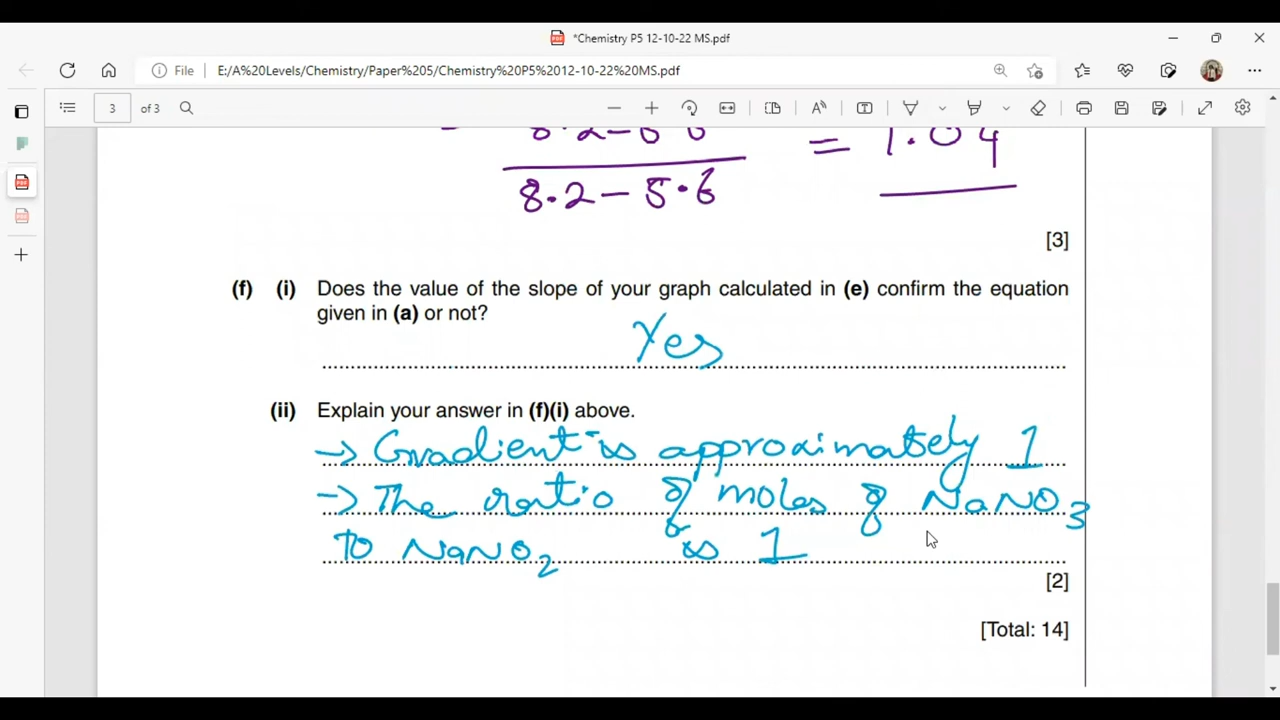 *Chemistry P5 12-10-22 MS.pdf
File E:/A%20Levels/Chemistry/Paper%205/Chemistry%20P5%2012-10-22%20MS.pdf
3 of 3
= 1.04
8.2 – 5.6
[3]
(f) (i) Does the value of the slope of your graph calculated in (e) confirm the equation
given in (a) or not?
Yes
(ii) Explain your answer in (f)(i) above.
→ Gradient is approximately 1
→ The ratio of moles of NaNO3
to NaNO2 is 1
[2]
[Total: 14]